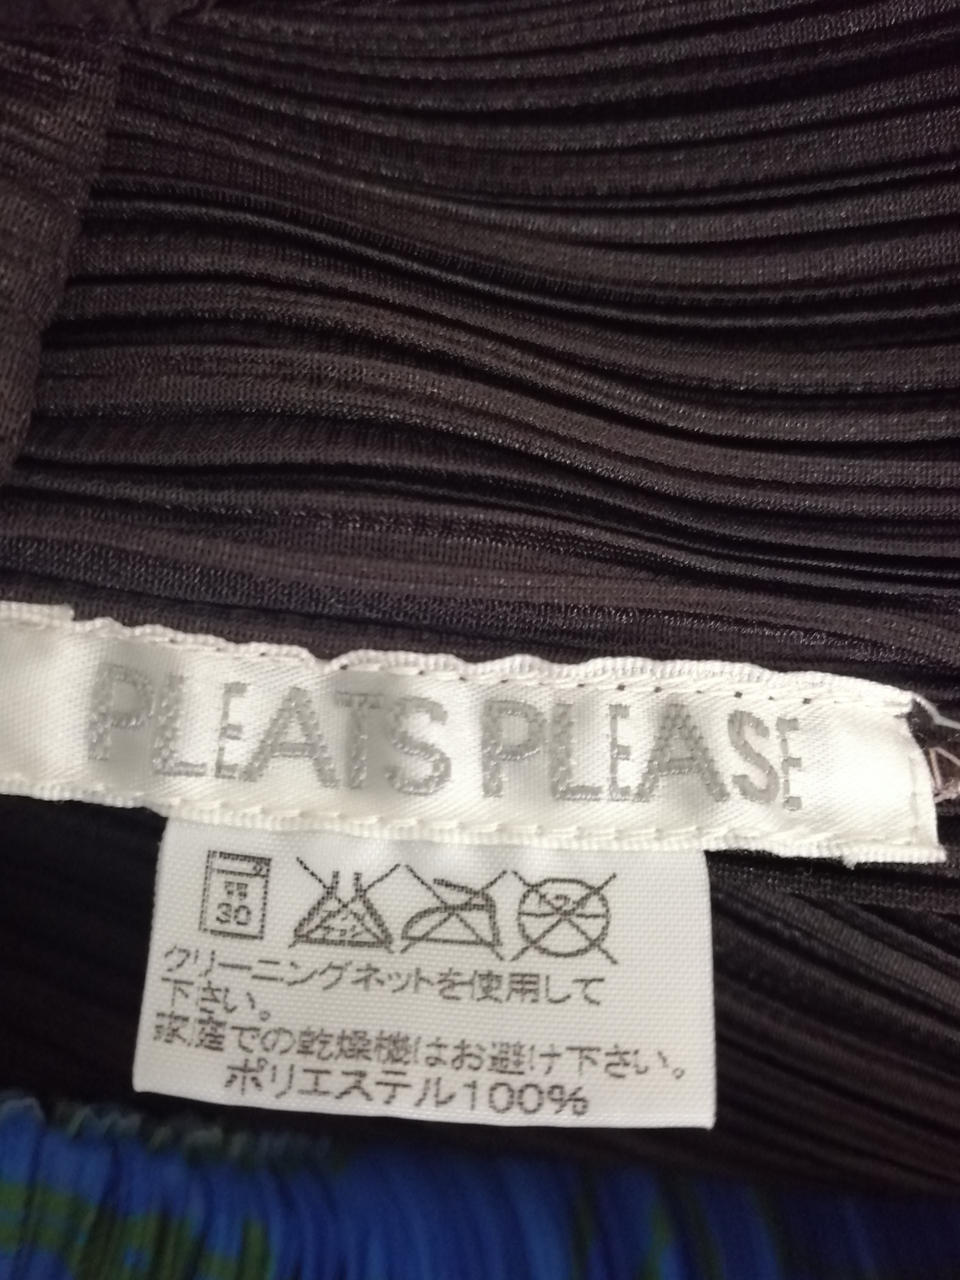 PLEATS PLEASE
30
クリーニングネットを使用して
下さい。
家庭での乾燥機はお避け下さい。
ポリエステル100%